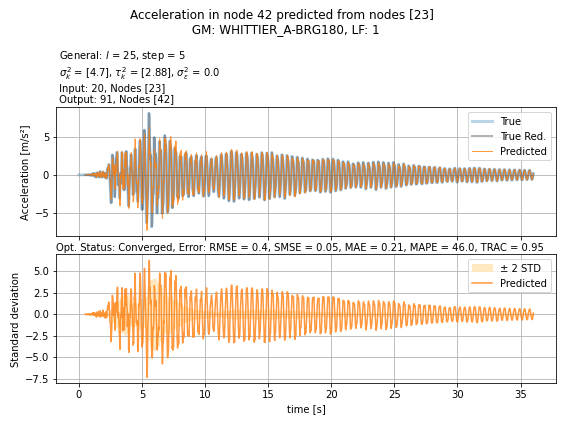 Acceleration in node 42 predicted from nodes [23]
GM: WHITTIER_A-BRG180, LF: 1
General: l = 25, step = 5
σ²ₖ = [4.7], τ²ₖ = [2.88], σ²ε = 0.0
Input: 20, Nodes [23]
Output: 91, Nodes [42]
Acceleration [m/s²]
5
0
−5
True
True Red.
Predicted
Opt. Status: Converged, Error: RMSE = 0.4, SMSE = 0.05, MAE = 0.21, MAPE = 46.0, TRAC = 0.95
Standard deviation
5.0
2.5
0.0
−2.5
−5.0
−7.5
± 2 STD
Predicted
0 5 10 15 20 25 30 35
time [s]